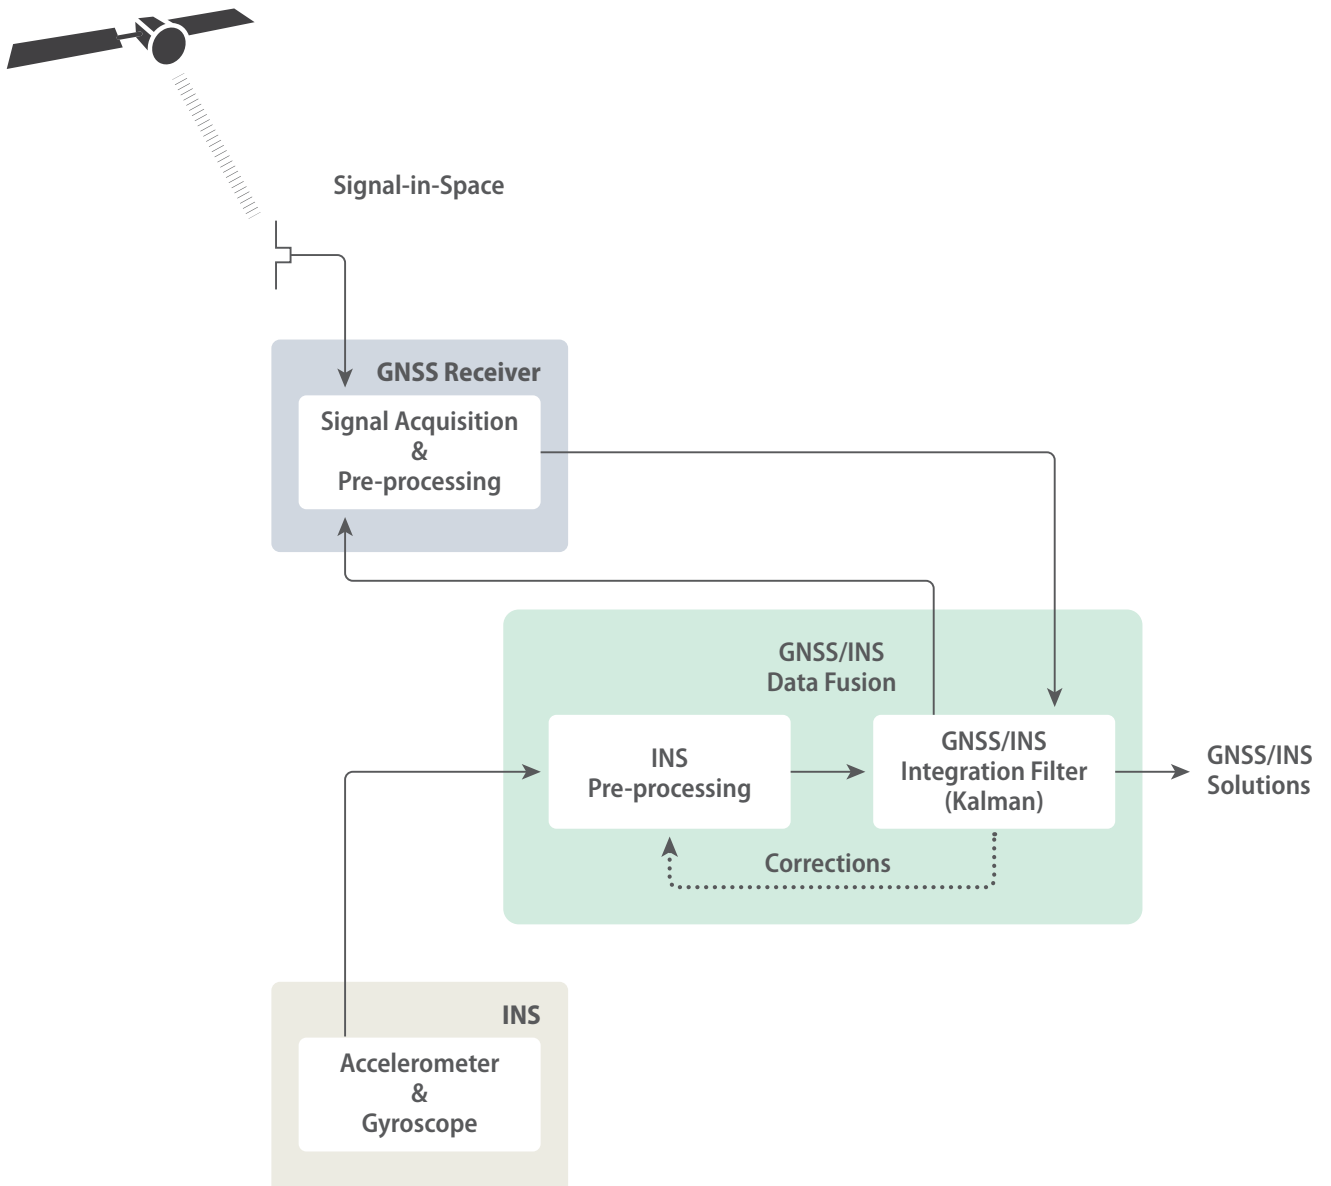 Signal-in-Space
GNSS Receiver
Signal Acquisition
&
Pre-processing
GNSS/INS
Data Fusion
INS
Pre-processing
GNSS/INS
Integration Filter
(Kalman)
GNSS/INS
Solutions
Corrections
INS
Accelerometer
&
Gyroscope